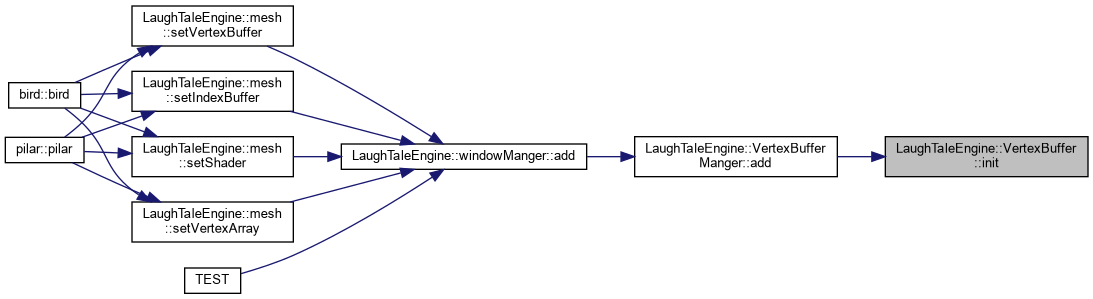 LaughTaleEngine::mesh
::setVertexBuffer
bird::bird
LaughTaleEngine::mesh
::setIndexBuffer
pilar::pilar
LaughTaleEngine::mesh
::setShader
LaughTaleEngine::windowManger::add
LaughTaleEngine::VertexBuffer
Manger::add
LaughTaleEngine::VertexBuffer
::init
LaughTaleEngine::mesh
::setVertexArray
TEST